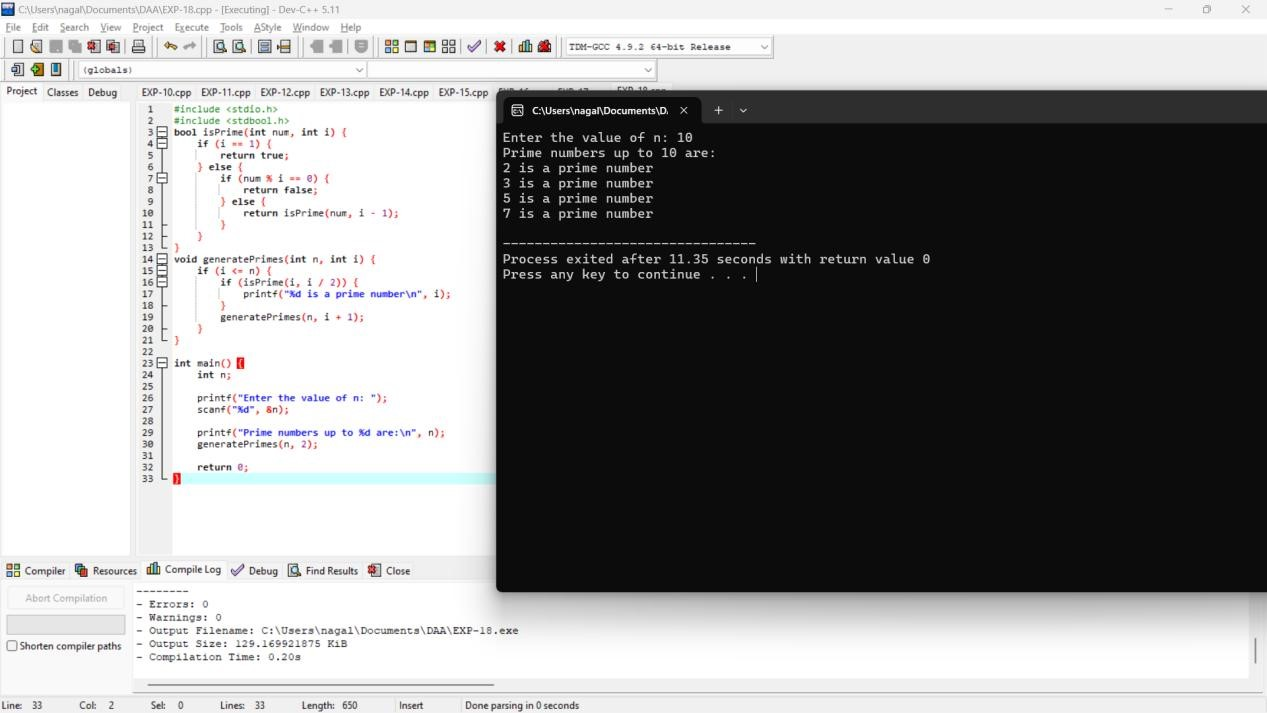 C:\Users\nagal\Documents\DAA\EXP-18.cpp - [Executing] - Dev-C++ 5.11
File Edit Search View Project Execute Tools AStyle Window Help
TDM-GCC 4.9.2 64-bit Release
(globals)
Project Classes Debug
EXP-10.cpp EXP-11.cpp EXP-12.cpp EXP-13.cpp EXP-14.cpp EXP-15.cpp
1 #include <stdio.h>
2 #include <stdbool.h>
3 bool isPrime(int num, int i) {
4 if (i == 1) {
5 return true;
6 } else {
7 if (num % i == 0) {
8 return false;
9 } else {
10 return isPrime(num, i - 1);
11 }
12 }
13 }
14 void generatePrimes(int n, int i) {
15 if (i <= n) {
16 if (isPrime(i, i / 2)) {
17 printf("%d is a prime number\n", i);
18 }
19 generatePrimes(n, i + 1);
20 }
21 }
22
23 int main() {
24 int n;
25
26 printf("Enter the value of n: ");
27 scanf("%d", &n);
28
29 printf("Prime numbers up to %d are:\n", n);
30 generatePrimes(n, 2);
31
32 return 0;
33 }
C:\Users\nagal\Documents\D
Enter the value of n: 10
Prime numbers up to 10 are:
2 is a prime number
3 is a prime number
5 is a prime number
7 is a prime number
--------------------------------
Process exited after 11.35 seconds with return value 0
Press any key to continue . . .
Compiler Resources Compile Log Debug Find Results Close
Abort Compilation
Shorten compiler paths
--------
- Errors: 0
- Warnings: 0
- Output Filename: C:\Users\nagal\Documents\DAA\EXP-18.exe
- Output Size: 129.169921875 KiB
- Compilation Time: 0.20s
Line: 33 Col: 2 Sel: 0 Lines: 33 Length: 650 Insert Done parsing in 0 seconds